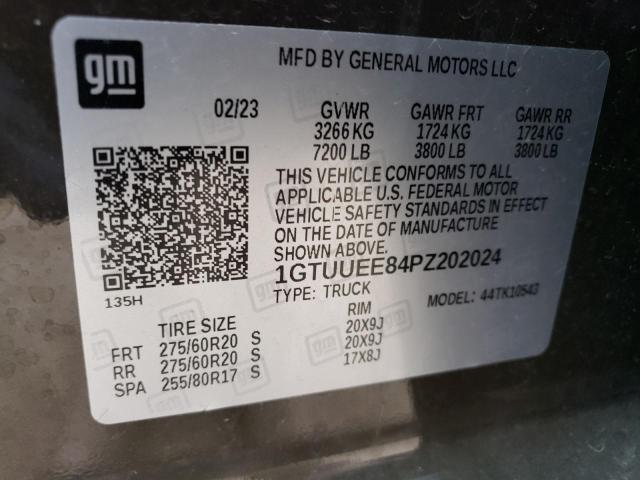 gm
MFD BY GENERAL MOTORS LLC
02/23 GVWR GAWR FRT GAWR RR
3266 KG 1724 KG 1724 KG
7200 LB 3800 LB 3800 LB
THIS VEHICLE CONFORMS TO ALL
APPLICABLE U.S. FEDERAL MOTOR
VEHICLE SAFETY STANDARDS IN EFFECT
ON THE DATE OF MANUFACTURE
SHOWN ABOVE.
1GTUUEE84PZ202024
135H
TYPE: TRUCK MODEL: 44TK10543
TIRE SIZE RIM
FRT 275/60R20 S 20X9J
RR 275/60R20 S 20X9J
SPA 255/80R17 S 17X8J